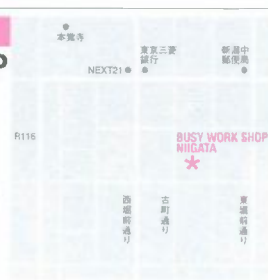 本覚寺
東京三菱
銀行
新潟中
郵便局
NEXT21
R116
BUSY WORK SHOP
NIIGATA
西堀前通り
古町通り
東堀前通り